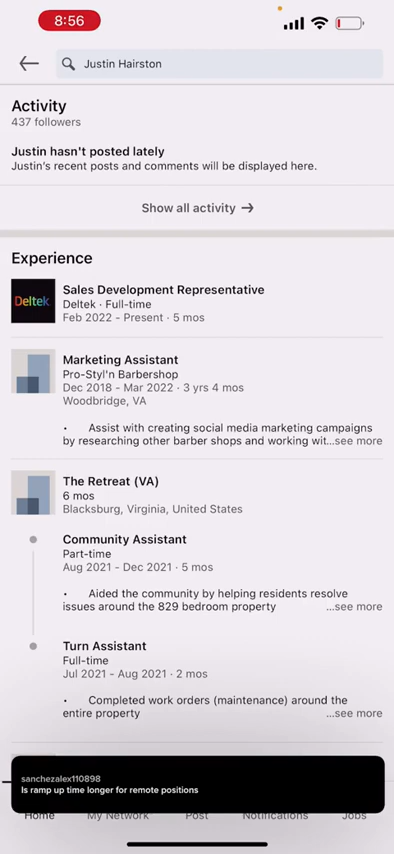 8:56
Justin Hairston
Activity
437 followers
Justin hasn't posted lately
Justin's recent posts and comments will be displayed here.
Show all activity →
Experience
Deltek
Sales Development Representative
Deltek · Full-time
Feb 2022 - Present · 5 mos
Marketing Assistant
Pro-Styl'n Barbershop
Dec 2018 - Mar 2022 · 3 yrs 4 mos
Woodbridge, VA
• Assist with creating social media marketing campaigns
by researching other barber shops and working wit...see more
The Retreat (VA)
6 mos
Blacksburg, Virginia, United States
Community Assistant
Part-time
Aug 2021 - Dec 2021 · 5 mos
• Aided the community by helping residents resolve
issues around the 829 bedroom property ...see more
Turn Assistant
Full-time
Jul 2021 - Aug 2021 · 2 mos
• Completed work orders (maintenance) around the
entire property ...see more
sanchezalex110898
Is ramp up time longer for remote positions
Home My Network Post Notifications Jobs